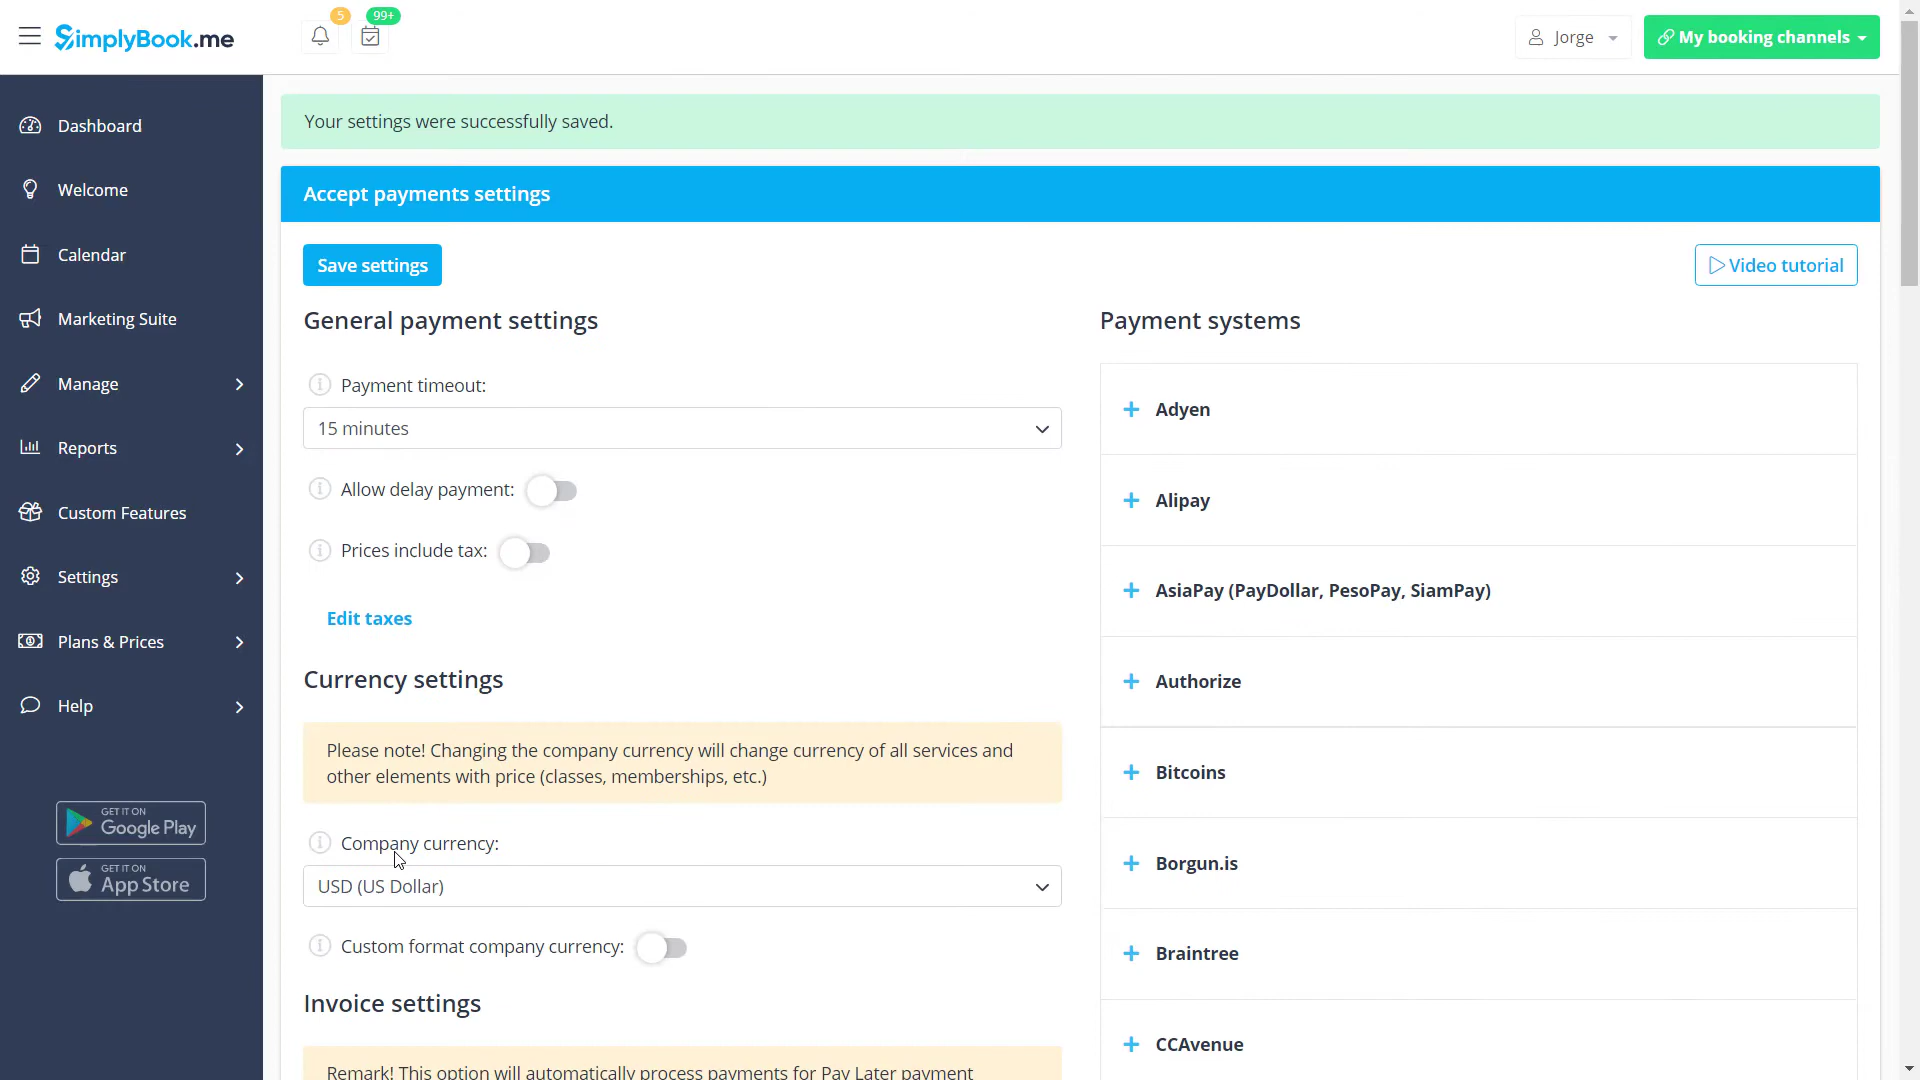 SimplyBook.me
5
99+
Jorge
My booking channels
Dashboard
Welcome
Calendar
Marketing Suite
Manage
Reports
Custom Features
Settings
Plans & Prices
Help
GET IT ON
Google Play
GET IT ON
App Store
Your settings were successfully saved.
Accept payments settings
Save settings
Video tutorial
General payment settings
Payment timeout:
15 minutes
Allow delay payment:
Prices include tax:
Edit taxes
Currency settings
Please note! Changing the company currency will change currency of all services and
other elements with price (classes, memberships, etc.)
Company currency:
USD (US Dollar)
Custom format company currency:
Invoice settings
Remark! This option will automatically process payments for Pay Later payment
Payment systems
Adyen
Alipay
AsiaPay (PayDollar, PesoPay, SiamPay)
Authorize
Bitcoins
Borgun.is
Braintree
CCAvenue